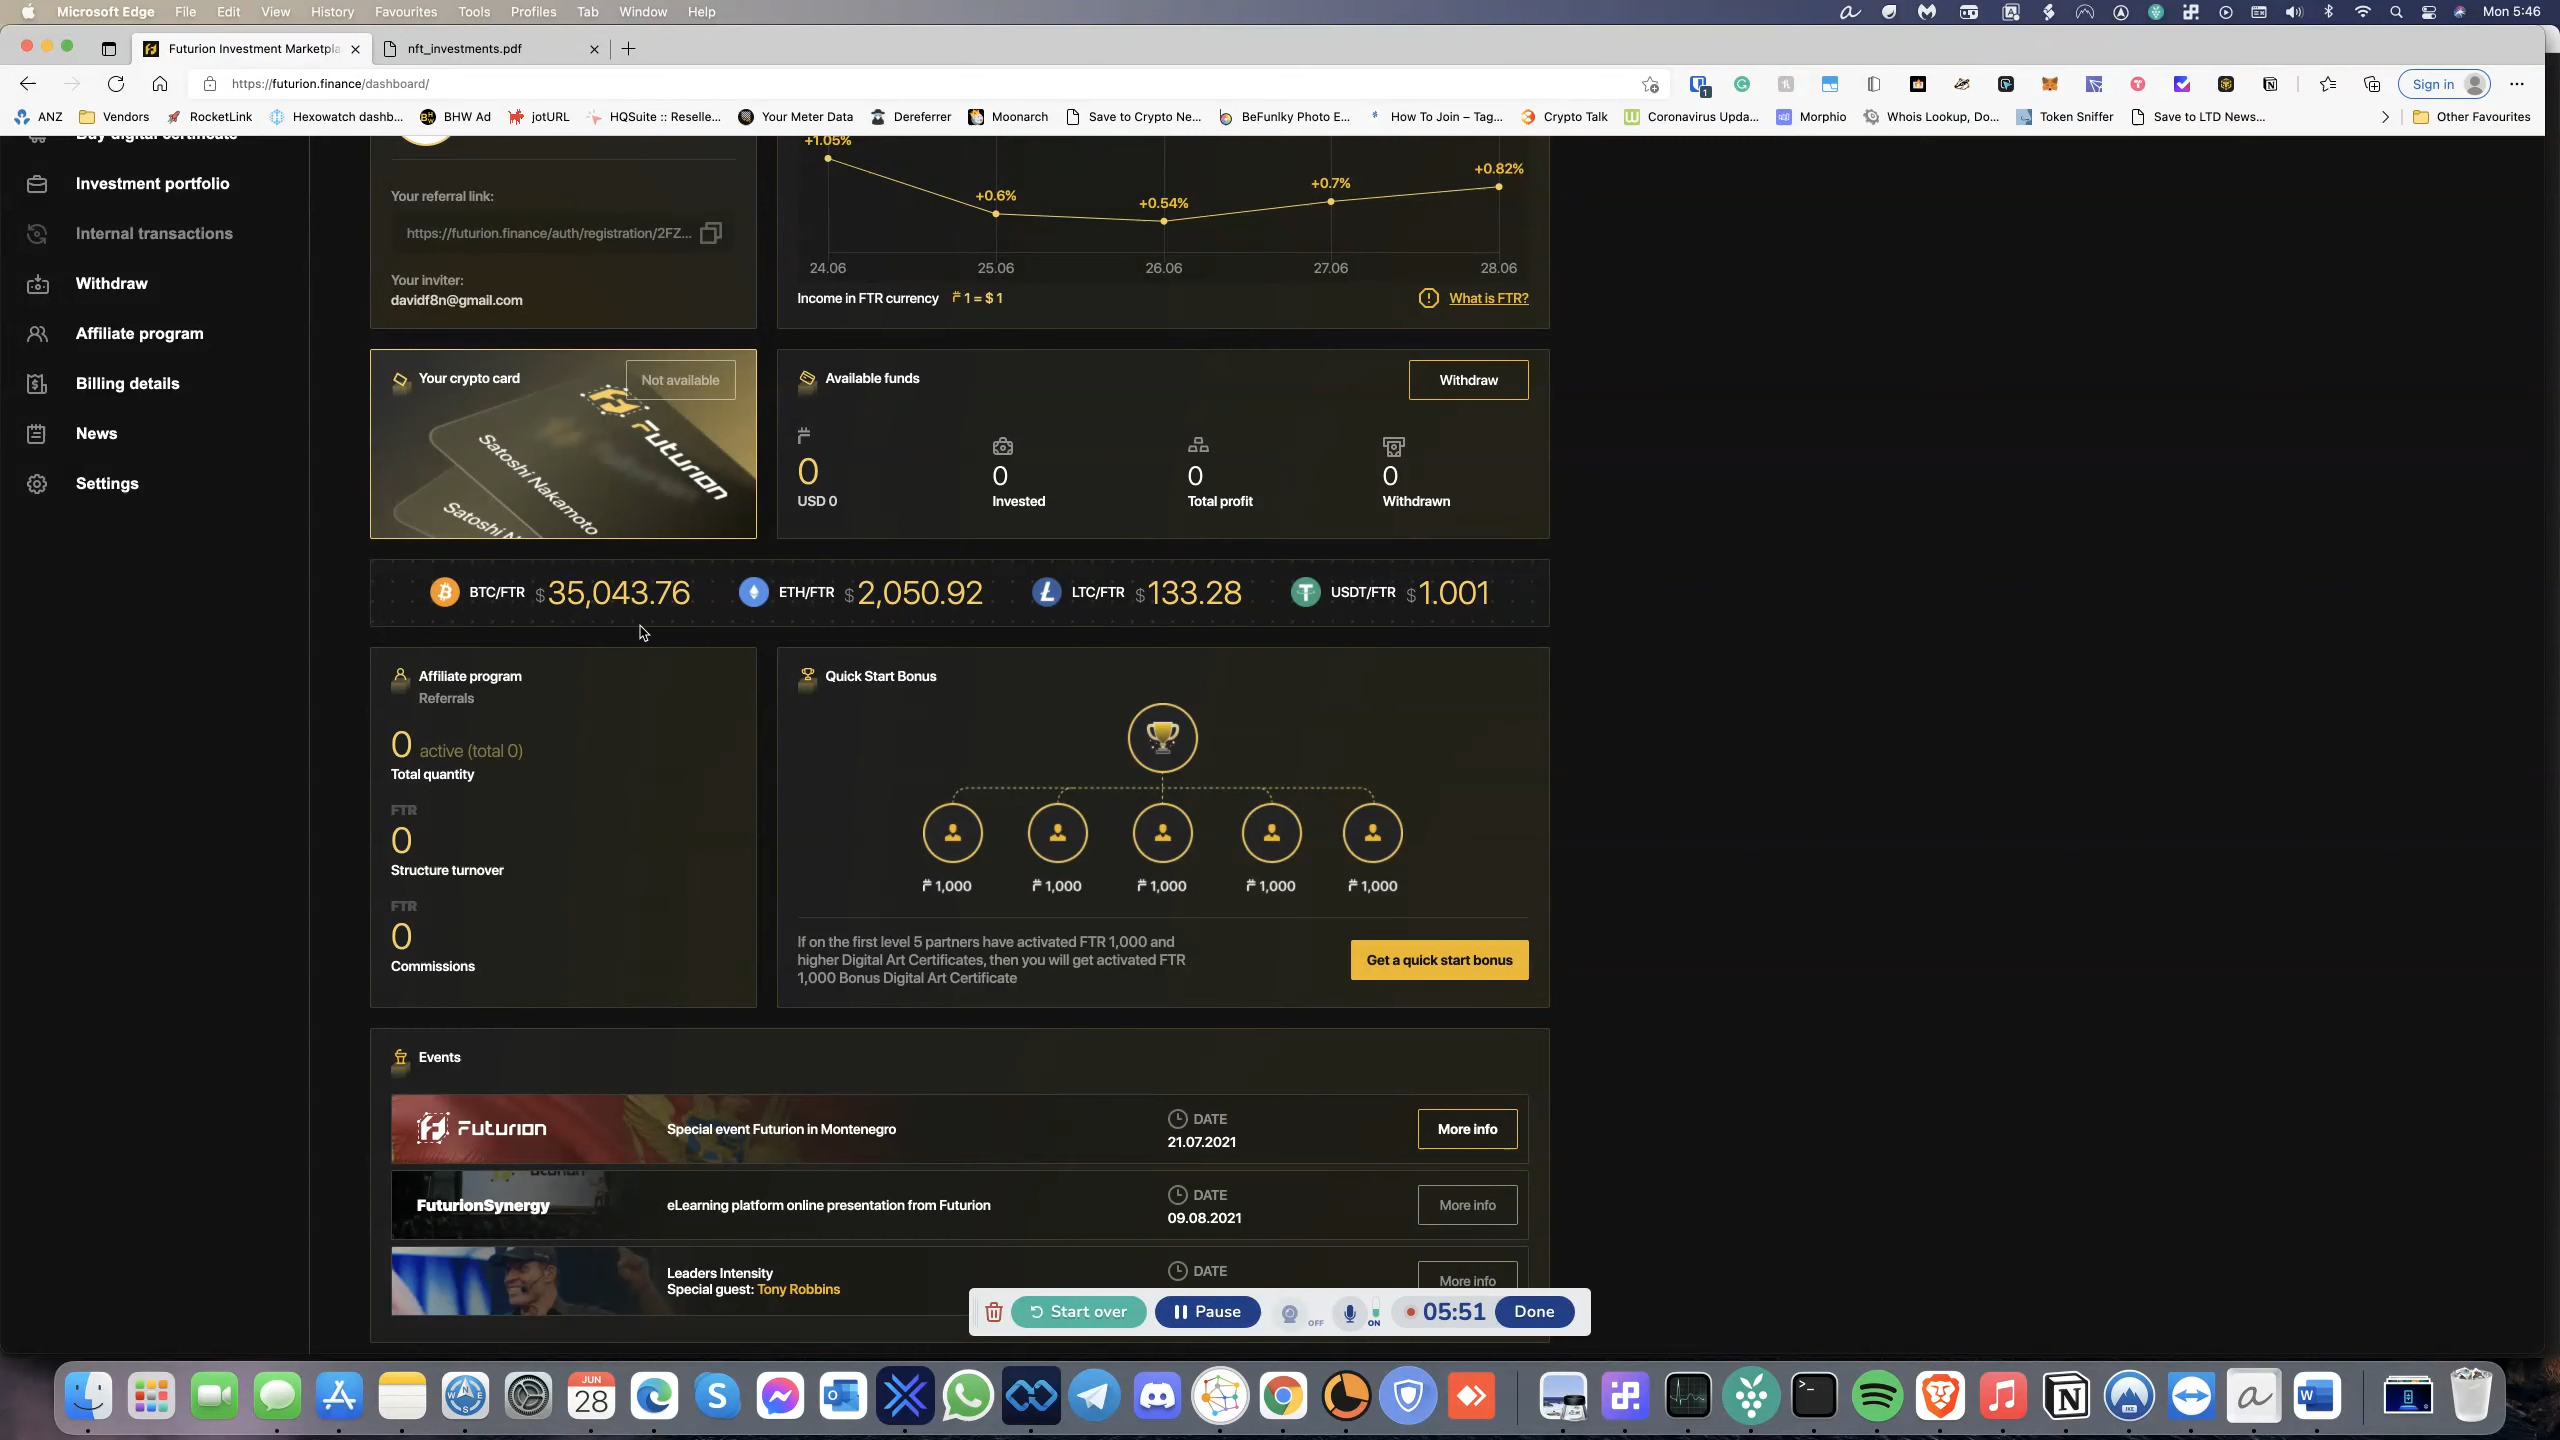 Microsoft Edge File Edit View History Favourites Tools Profiles Tab Window Help Mon 5:46
Futurion Investment Marketpla
nft_investments.pdf
https://futurion.finance/dashboard/
Sign in
ANZ Vendors RocketLink Hexowatch dashb... BHW Ad jotURL HQSuite :: Reselle... Your Meter Data Dereferrer Moonarch Save to Crypto Ne... BeFunlky Photo E... How To Join – Tag... Crypto Talk Coronavirus Upda... Morphio Whois Lookup, Do... Token Sniffer Save to LTD News... Other Favourites
Buy digital certificate
Investment portfolio
Internal transactions
Withdraw
Affiliate program
Billing details
News
Settings
Your referral link:
https://futurion.finance/auth/registration/2FZ...
Your inviter:
davidf8n@gmail.com
+1.05%
+0.6%
+0.54%
+0.7%
+0.82%
24.06 25.06 26.06 27.06 28.06
Income in FTR currency 1 = $ 1
What is FTR?
Your crypto card
Not available
Futurion
Satoshi Nakamoto
Satoshi N
Available funds
Withdraw
0
USD 0
0
Invested
0
Total profit
0
Withdrawn
BTC/FTR $ 35,043.76 ETH/FTR $ 2,050.92 LTC/FTR $ 133.28 USDT/FTR $ 1.001
Affiliate program
Referrals
0 active (total 0)
Total quantity
FTR
0
Structure turnover
FTR
0
Commissions
Quick Start Bonus
1,000 1,000 1,000 1,000 1,000
If on the first level 5 partners have activated FTR 1,000 and
higher Digital Art Certificates, then you will get activated FTR
1,000 Bonus Digital Art Certificate
Get a quick start bonus
Events
Futurion
Special event Futurion in Montenegro
DATE
21.07.2021
More info
FuturionSynergy
eLearning platform online presentation from Futurion
DATE
09.08.2021
More info
Leaders Intensity
Special guest: Tony Robbins
DATE
More info
Start over Pause OFF ON 05:51 Done
JUN
28